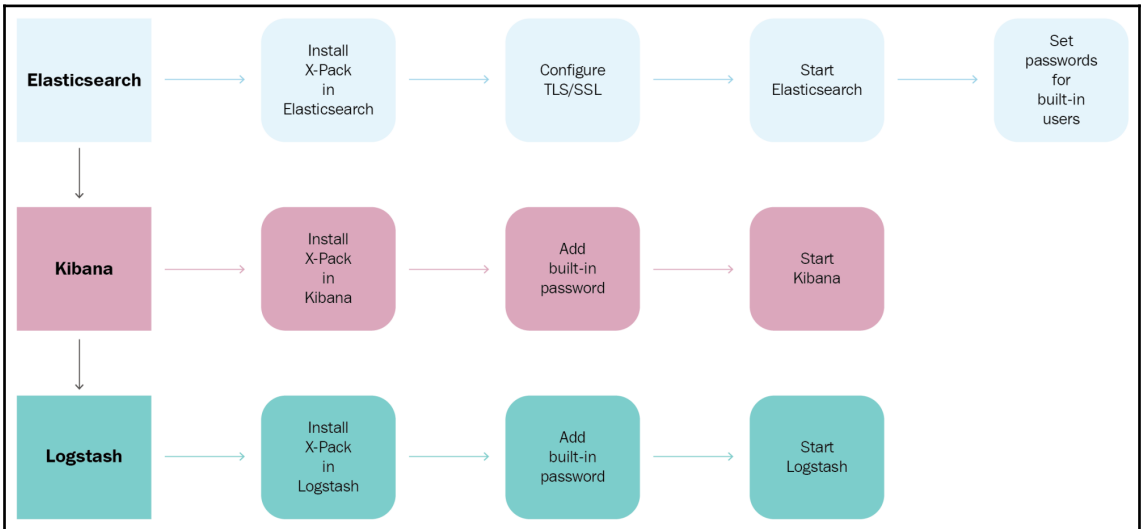 Elasticsearch
Install
X-Pack
in
Elasticsearch
Configure
TLS/SSL
Start
Elasticsearch
Set
passwords
for
built-in
users
Kibana
Install
X-Pack
in
Kibana
Add
built-in
password
Start
Kibana
Logstash
Install
X-Pack
in
Logstash
Add
built-in
password
Start
Logstash